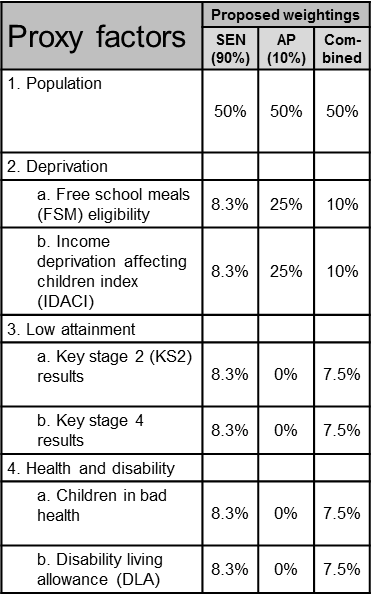 Proxy factors
Proposed weightings
SEN (90%)
AP (10%)
Com-bined
1. Population
50% 50% 50%
2. Deprivation
a. Free school meals
(FSM) eligibility
8.3% 25% 10%
b. Income
deprivation affecting
children index
(IDACI)
8.3% 25% 10%
3. Low attainment
a. Key stage 2 (KS2)
results
8.3% 0% 7.5%
b. Key stage 4
results
8.3% 0% 7.5%
4. Health and disability
a. Children in bad
health
8.3% 0% 7.5%
b. Disability living
allowance (DLA)
8.3% 0% 7.5%